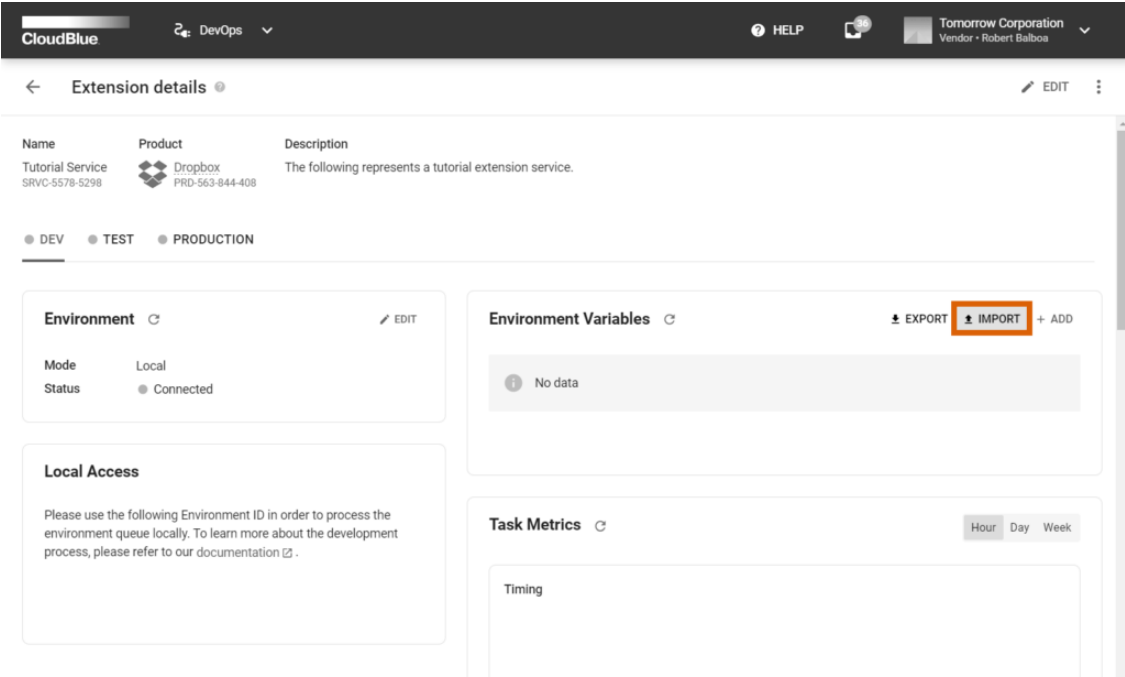 CloudBlue
DevOps
HELP
36
Tomorrow Corporation
Vendor • Robert Balboa
Extension details
EDIT
Name
Product
Description
Tutorial Service
SRVC-5578-5298
Dropbox
PRD-563-844-408
The following represents a tutorial extension service.
DEV
TEST
PRODUCTION
Environment
EDIT
Mode
Local
Status
Connected
Environment Variables
EXPORT
IMPORT
+ ADD
No data
Local Access
Please use the following Environment ID in order to process the
environment queue locally. To learn more about the development
process, please refer to our documentation .
Task Metrics
Hour
Day
Week
Timing